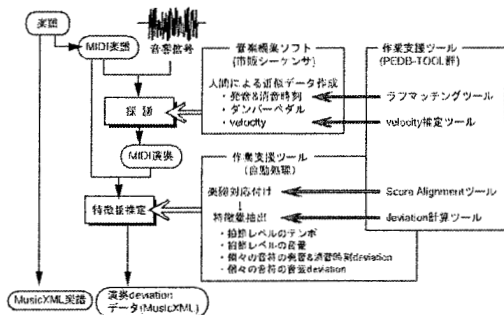 楽譜
MIDI楽譜
音響信号
採 譜
MIDI演奏
特徴量推定
MusicXML楽譜
演奏deviation
データ(MusicXML)
音楽編集ソフト
(市販シーケンサ)
人間による近似データ作成
・発音&消音時刻
・ダンパーペダル
・velocity
作業支援ツール
(PEDB-TOOL群)
ラフマッチングツール
velocity推定ツール
作業支援ツール
(自動処理)
楽譜対応付け
特徴量抽出
・拍節レベルのテンポ
・拍節レベルの音量
・個々の音符の発音&消音時刻deviation
・個々の音符の音量deviation
Score Alignmentツール
deviation計算ツール